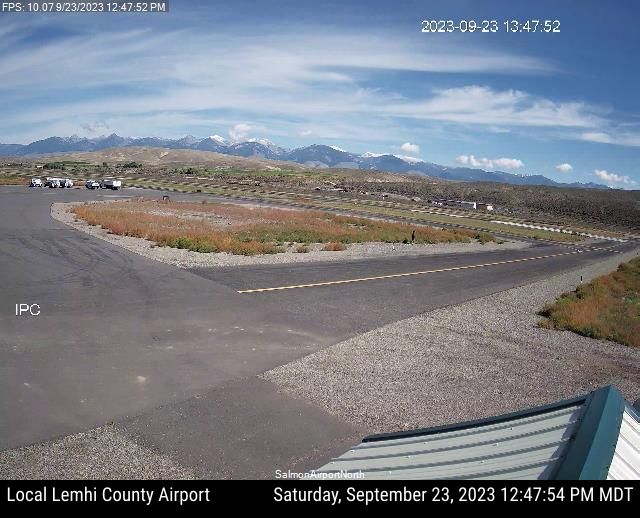 FPS: 10.07 9/23/2023 12:47:52 PM
2023-09-23 13:47:52
IPC
SalmonAirportNorth
Local Lemhi County Airport Saturday, September 23, 2023 12:47:54 PM MDT